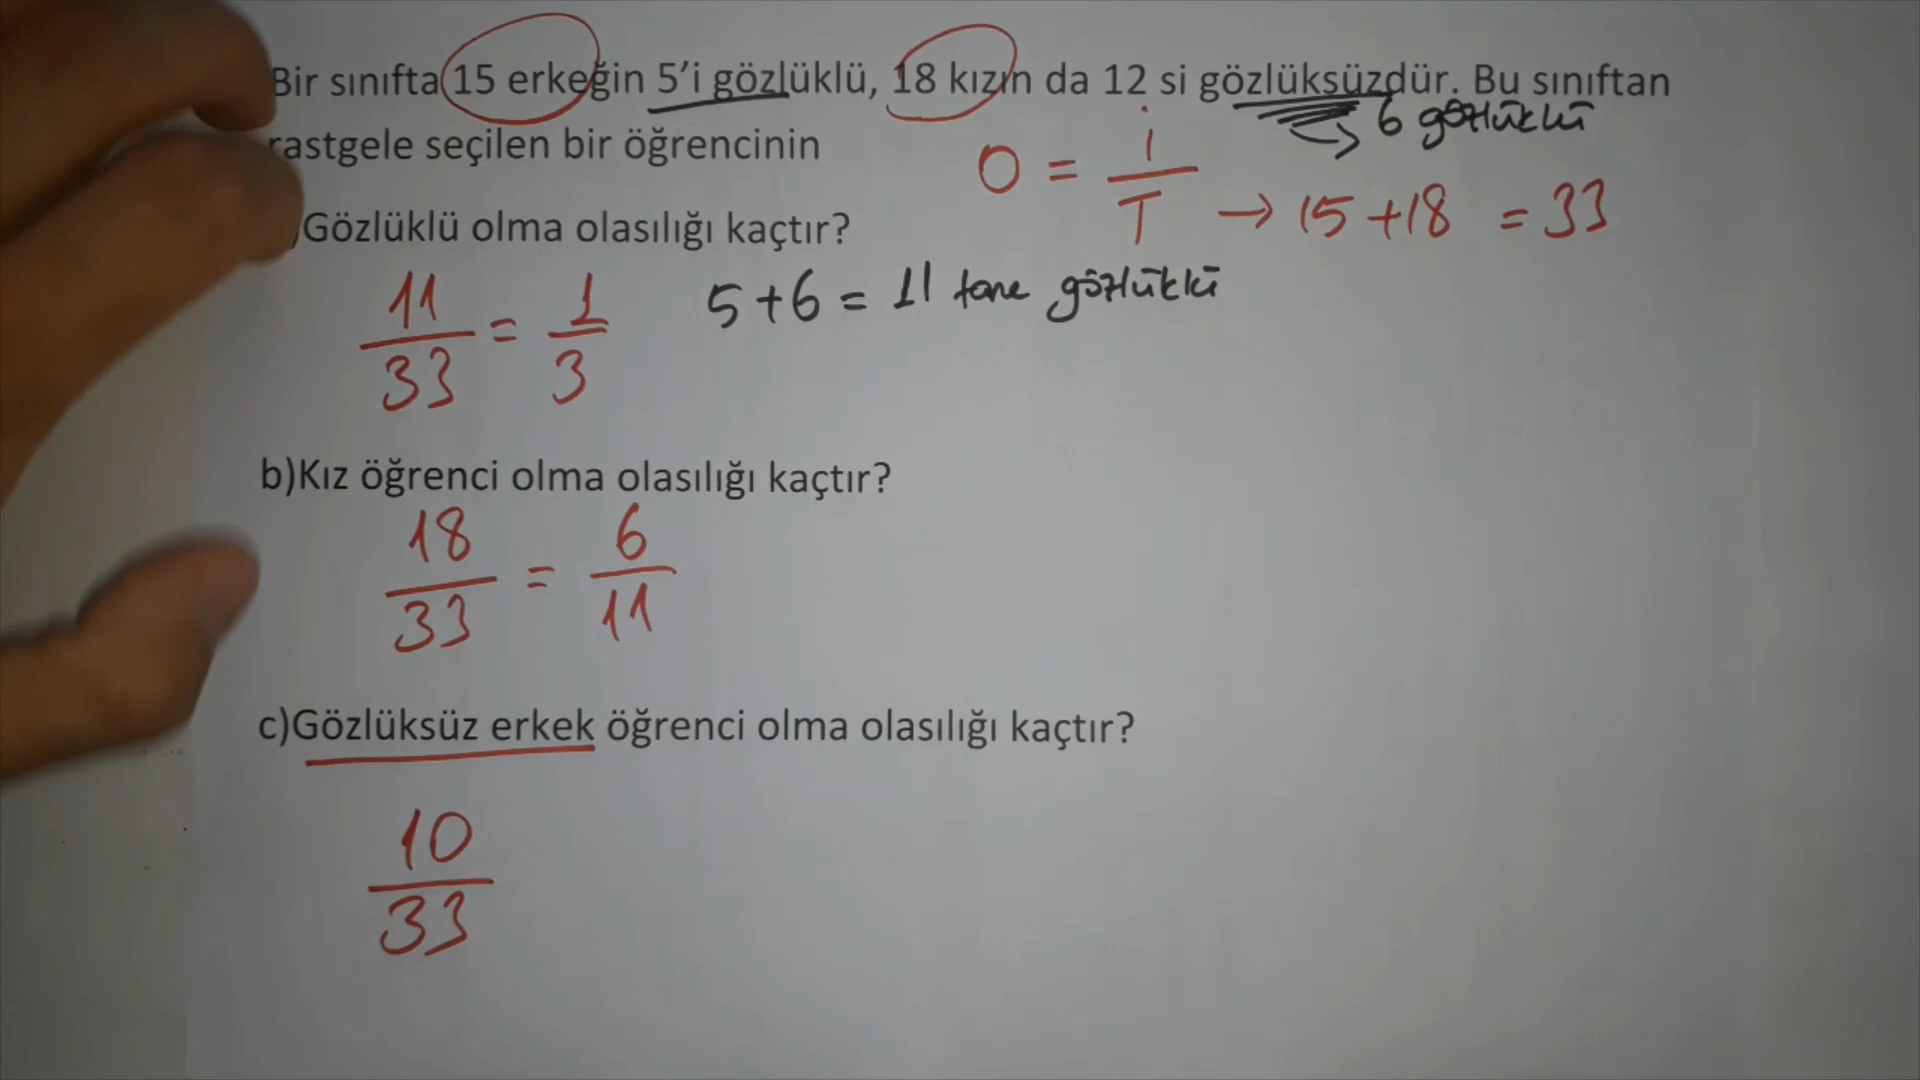 Bir sınıfta 15 erkeğin 5'i gözlüklü, 18 kızın da 12 si gözlüksüzdür. Bu sınıftan
6 gözlüklü
rastgele seçilen bir öğrencinin
O = i/T → 15 + 18 = 33
)Gözlüklü olma olasılığı kaçtır?
11/33 = 1/3 5 + 6 = 11 tane gözlüklü
b)Kız öğrenci olma olasılığı kaçtır?
18/33 = 6/11
c)Gözlüksüz erkek öğrenci olma olasılığı kaçtır?
10/33